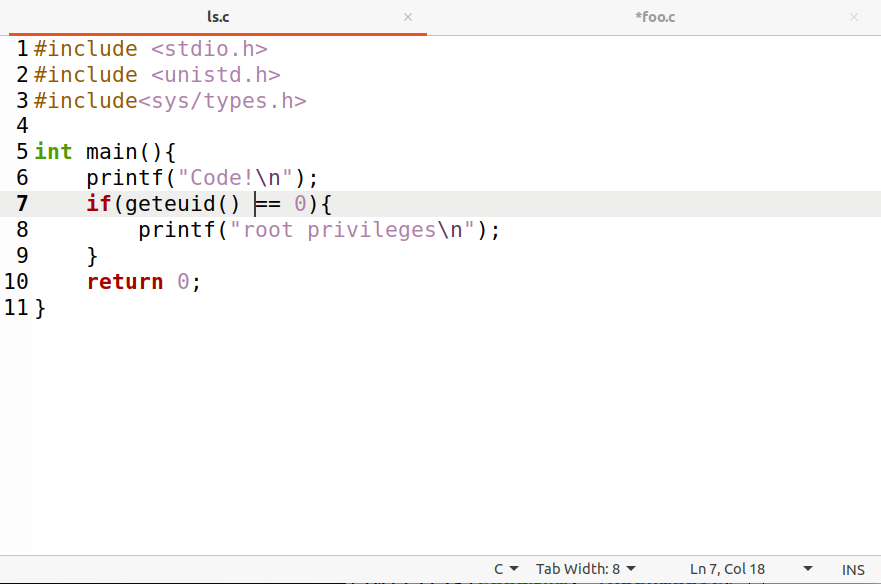 ls.c × *foo.c ×
1 #include <stdio.h>
2 #include <unistd.h>
3 #include<sys/types.h>
4
5 int main(){
6     printf("Code!\n");
7     if(geteuid() == 0){
8         printf("root privileges\n");
9     }
10     return 0;
11 }
C Tab Width: 8 Ln 7, Col 18 INS